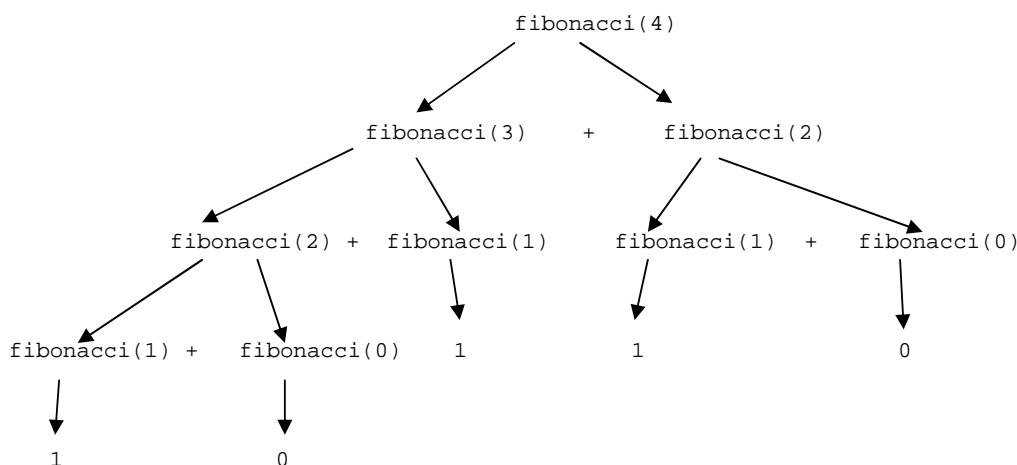 fibonacci(4)
fibonacci(3) + fibonacci(2)
fibonacci(2) + fibonacci(1) fibonacci(1) + fibonacci(0)
fibonacci(1) + fibonacci(0) 1 1 0
1 0